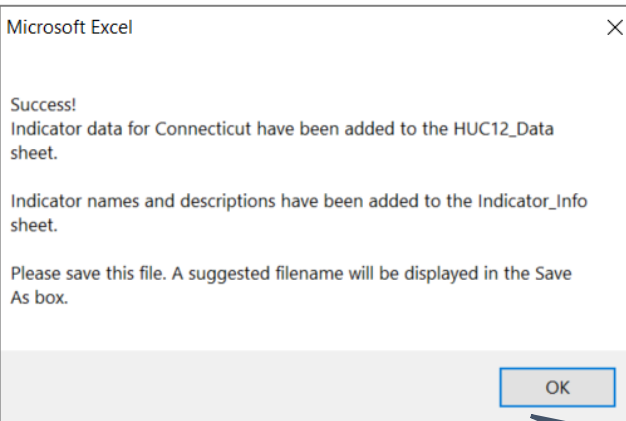 Microsoft Excel
Success!
Indicator data for Connecticut have been added to the HUC12_Data
sheet.
Indicator names and descriptions have been added to the Indicator_Info
sheet.
Please save this file. A suggested filename will be displayed in the Save
As box.
OK